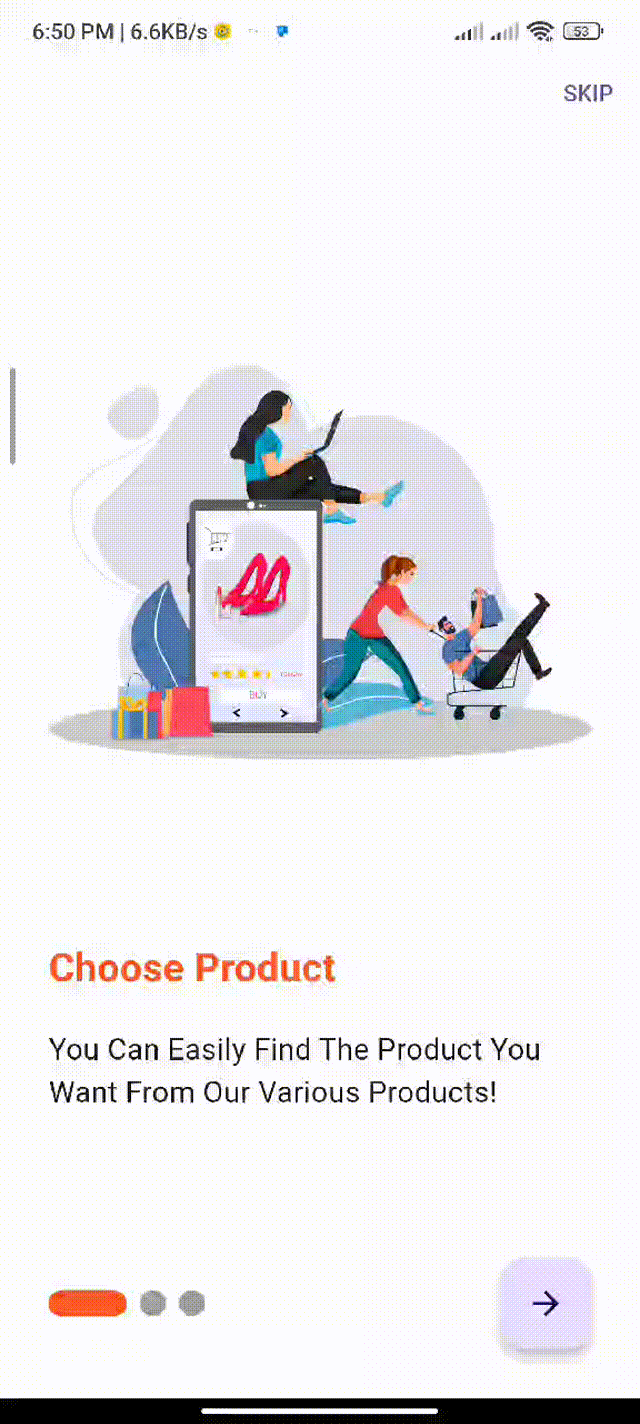 6:50 PM | 6.6KB/s
53
SKIP
BUY
Choose Product
You Can Easily Find The Product You
Want From Our Various Products!